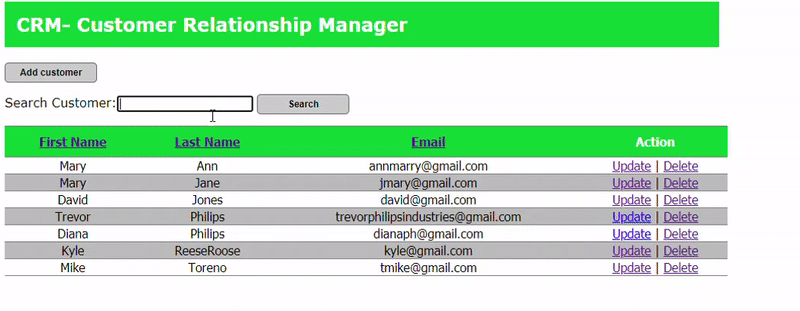 CRM- Customer Relationship Manager
Add customer
Search Customer: Search
First Name Last Name Email Action
Mary Ann annmarry@gmail.com Update | Delete
Mary Jane jmary@gmail.com Update | Delete
David Jones david@gmail.com Update | Delete
Trevor Philips trevorphilipsindustries@gmail.com Update | Delete
Diana Philips dianaph@gmail.com Update | Delete
Kyle ReeseRoose kyle@gmail.com Update | Delete
Mike Toreno tmike@gmail.com Update | Delete